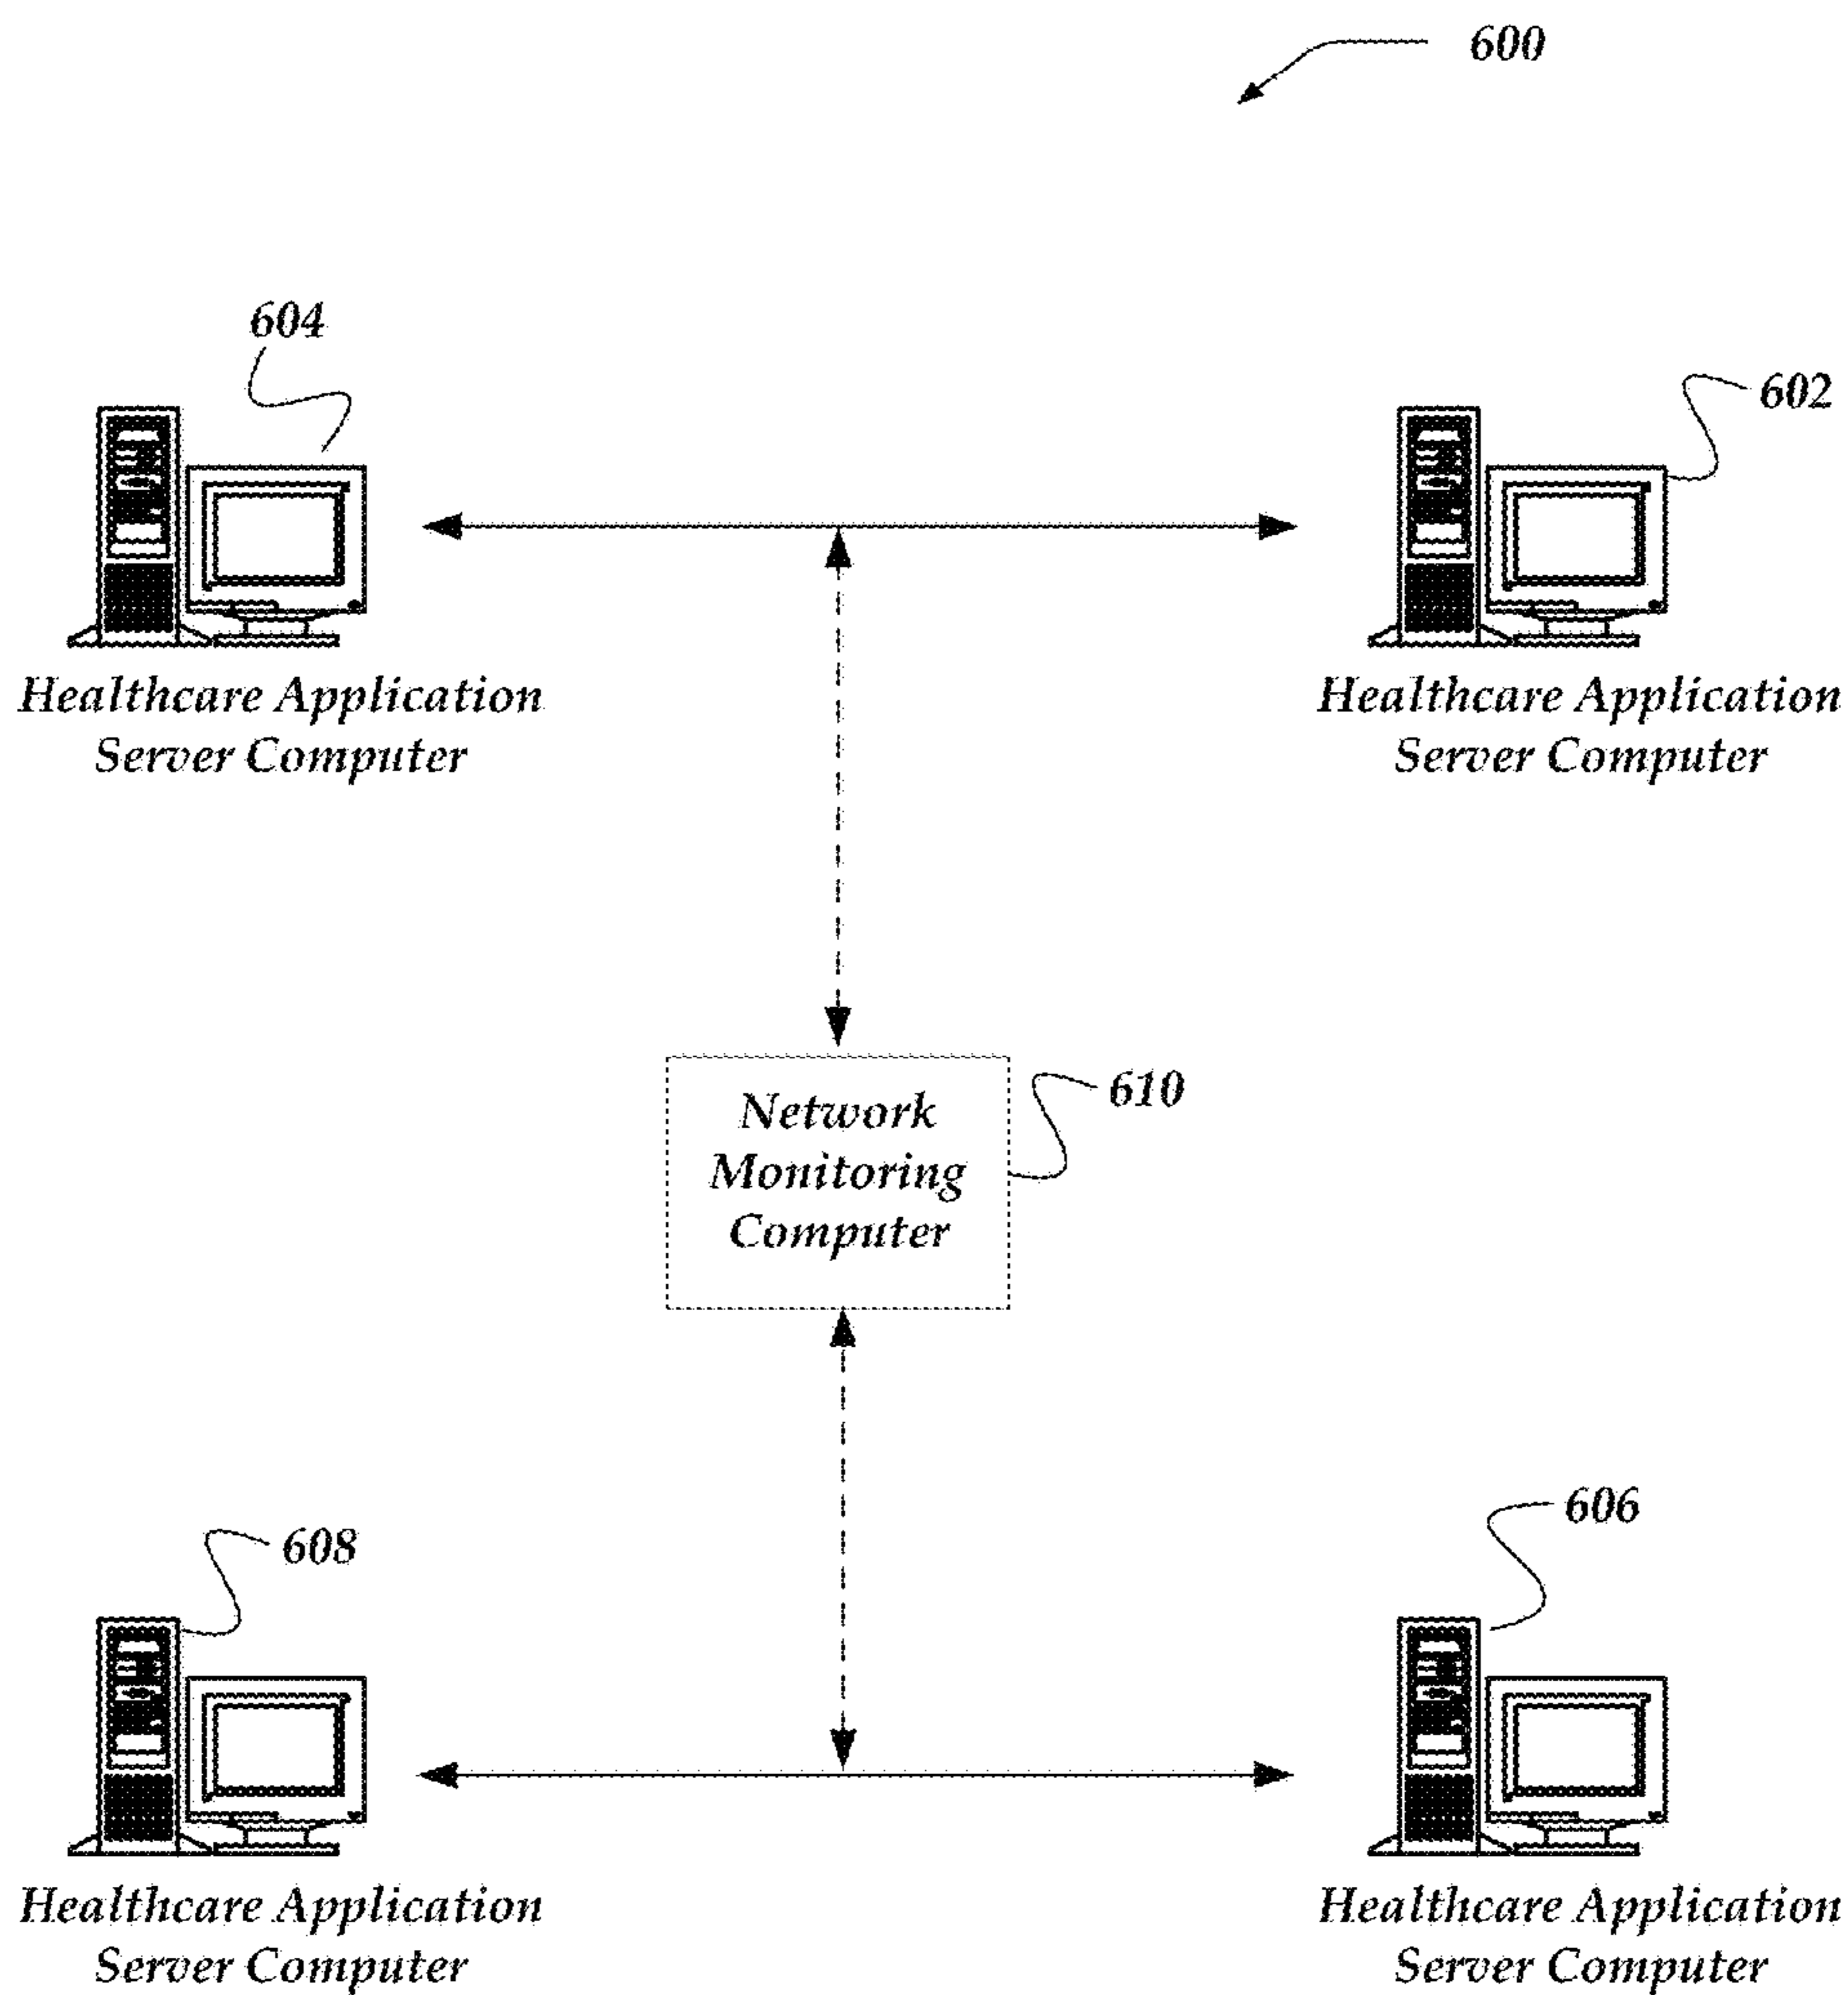 600
604
602
Healthcare Application
Server Computer
Healthcare Application
Server Computer
610
Network
Monitoring
Computer
608
606
Healthcare Application
Server Computer
Healthcare Application
Server Computer